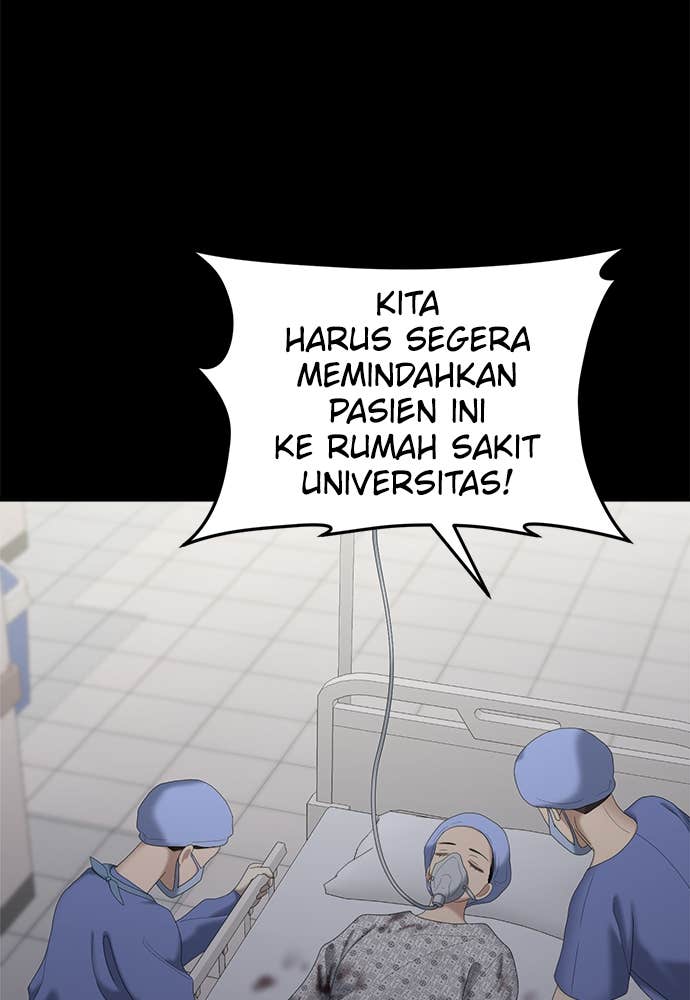 KITA
HARUS SEGERA
MEMINDAHKAN
PASIEN INI
KE RUMAH SAKIT
UNIVERSITAS!